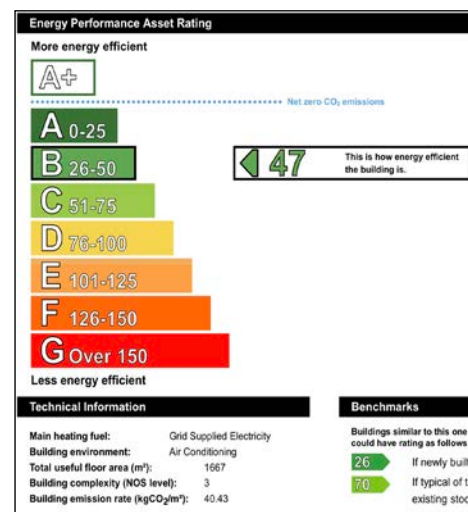 Energy Performance Asset Rating
More energy efficient
A+
Net zero CO₂ emissions
A 0-25
B 26-50
47 This is how energy efficient
the building is.
C 51-75
D 76-100
E 101-125
F 126-150
G Over 150
Less energy efficient
Technical Information
Main heating fuel: Grid Supplied Electricity
Building environment: Air Conditioning
Total useful floor area (m²): 1667
Building complexity (NOS level): 3
Building emission rate (kgCO₂/m²): 40.43
Benchmarks
Buildings similar to this one
could have rating as follows
26 If newly built
70 If typical of t
existing stoc